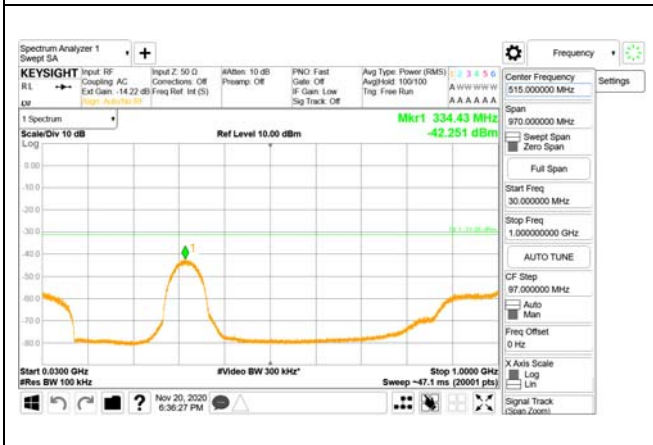 Spectrum Analyzer 1
Swept SA
+
Frequency
KEYSIGHT
RL
Input: RF
Coupling: AC
Ext Gain: -14.22 dB
Align: Auto/No RF
Input Z: 50 Ω
Corrections: Off
Freq Ref: Int (S)
#Atten: 10 dB
Preamp: Off
PNO: Fast
Gate: Off
IF Gain: Low
Sig Track: Off
Avg Type: Power (RMS)
Avg|Hold: 100/100
Trig: Free Run
1 2 3 4 5 6
A W W W W W
A A A A A A
1 Spectrum
Scale/Div 10 dB
Ref Level 10.00 dBm
Mkr1 334.43 MHz
-42.251 dBm
Log
0.00
-10.0
-20.0
-30.0
-40.0
-50.0
-60.0
-70.0
-80.0
1
Start 0.0300 GHz
#Res BW 100 kHz
#Video BW 300 kHz*
Stop 1.0000 GHz
Sweep ~47.1 ms (20001 pts)
Nov 20, 2020
6:36:27 PM
?
Center Frequency
515.000000 MHz
Settings
Span
970.000000 MHz
Swept Span
Zero Span
Full Span
Start Freq
30.000000 MHz
Stop Freq
1.000000000 GHz
AUTO TUNE
CF Step
97.000000 MHz
Auto
Man
Freq Offset
0 Hz
X Axis Scale
Log
Lin
Signal Track
(Span Zoom)